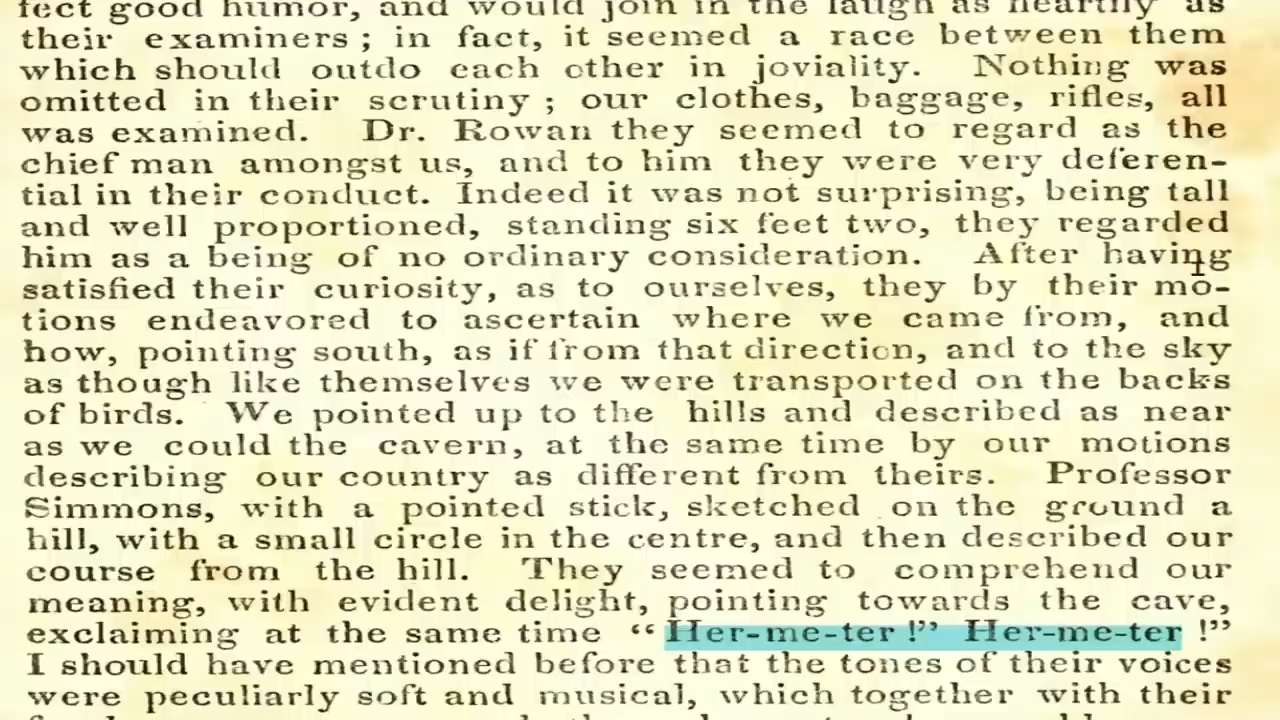 fect good humor, and would join in the laugh as heartily as
their examiners ; in fact, it seemed a race between them
which should outdo each other in joviality. Nothing was
omitted in their scrutiny ; our clothes, baggage, rifles, all
was examined. Dr. Rowan they seemed to regard as the
chief man amongst us, and to him they were very deferen-
tial in their conduct. Indeed it was not surprising, being tall
and well proportioned, standing six feet two, they regarded
him as a being of no ordinary consideration. After having
satisfied their curiosity, as to ourselves, they by their mo-
tions endeavored to ascertain where we came from, and
how, pointing south, as if from that direction, and to the sky
as though like themselves we were transported on the backs
of birds. We pointed up to the hills and described as near
as we could the cavern, at the same time by our motions
describing our country as different from theirs. Professor
Simmons, with a pointed stick, sketched on the ground a
hill, with a small circle in the centre, and then described our
course from the hill. They seemed to comprehend our
meaning, with evident delight, pointing towards the cave,
exclaiming at the same time “Her-me-ter !” Her-me-ter !”
I should have mentioned before that the tones of their voices
were peculiarly soft and musical, which together with their